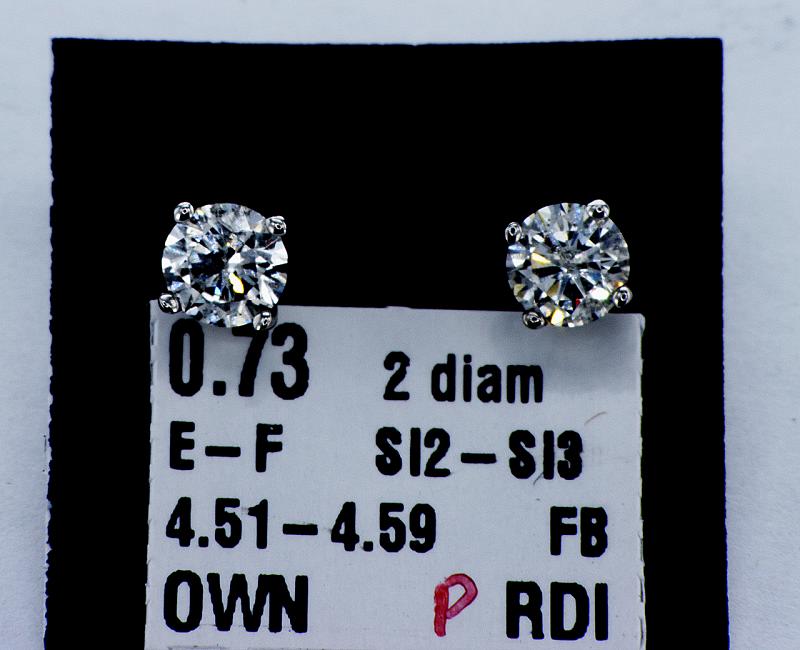 0.73 2 diam
E-F SI2-SI3
4.51-4.59 FB
OWN P RDI